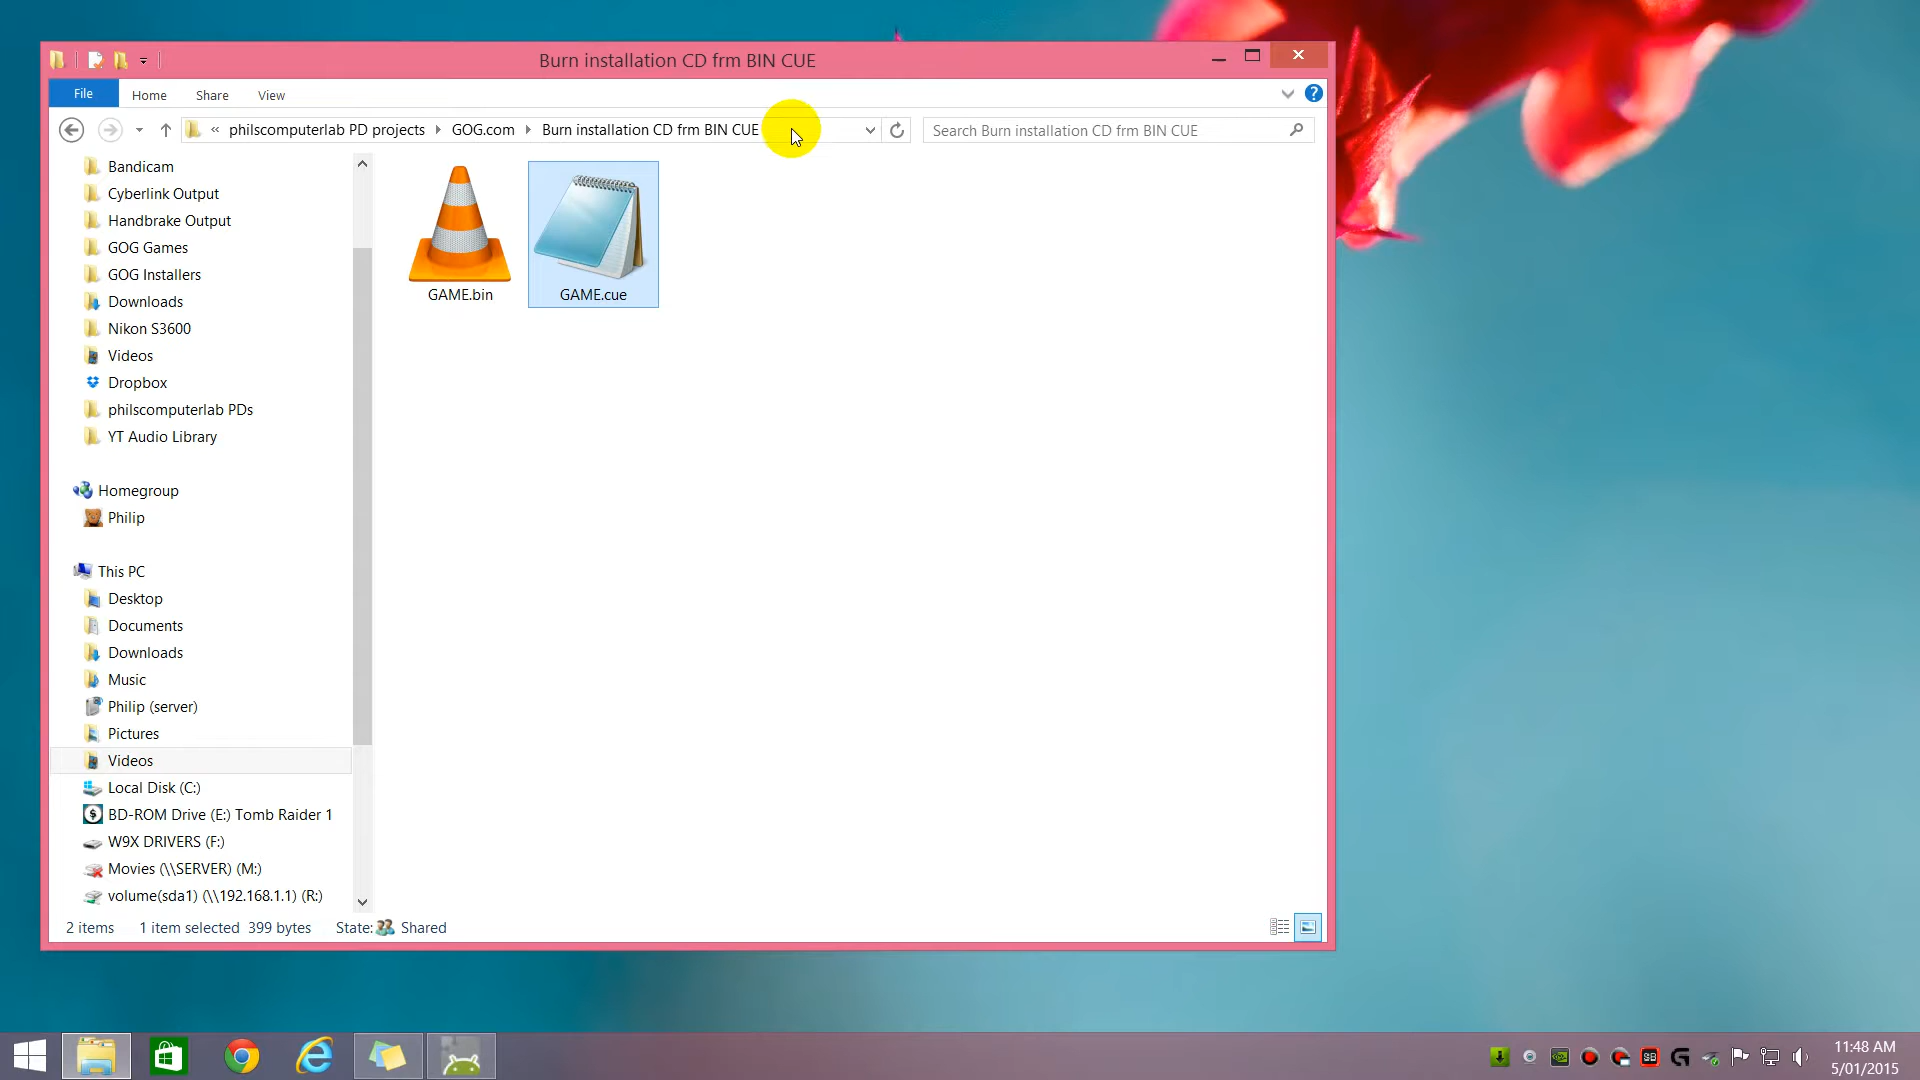 Burn installation CD frm BIN CUE
File
Home
Share
View
« philscomputerlab PD projects
GOG.com
Burn installation CD frm BIN CUE
Search Burn installation CD frm BIN CUE
Bandicam
Cyberlink Output
Handbrake Output
GOG Games
GOG Installers
Downloads
Nikon S3600
Videos
Dropbox
philscomputerlab PDs
YT Audio Library
Homegroup
Philip
This PC
Desktop
Documents
Downloads
Music
Philip (server)
Pictures
Videos
Local Disk (C:)
BD-ROM Drive (E:) Tomb Raider 1
W9X DRIVERS (F:)
Movies (\\SERVER) (M:)
volume(sda1) (\\192.168.1.1) (R:)
GAME.bin
GAME.cue
2 items
1 item selected 399 bytes
State: Shared
SB
11:48 AM
5/01/2015